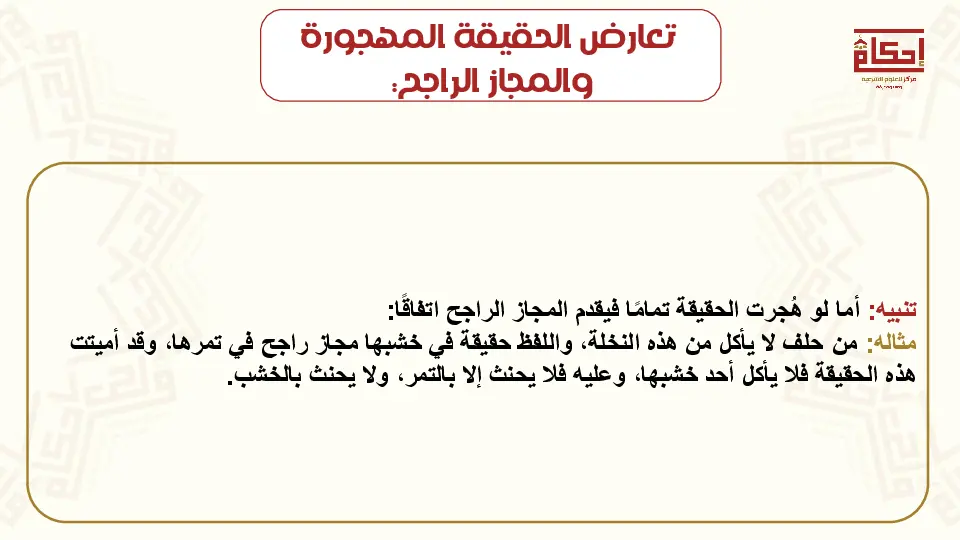 تعارض الحقيقة المهجورة
والمجاز الراجح:
إحكام
مركز للعلوم الشرعية
تنبيه: أما لو هُجرت الحقيقة تمامًا فيقدم المجاز الراجح اتفاقًا:
مثاله: من حلف لا يأكل من هذه النخلة، واللفظ حقيقة في خشبها مجاز راجح في تمرها، وقد أميتت
هذه الحقيقة فلا يأكل أحد خشبها، وعليه فلا يحنث إلا بالتمر، ولا يحنث بالخشب.